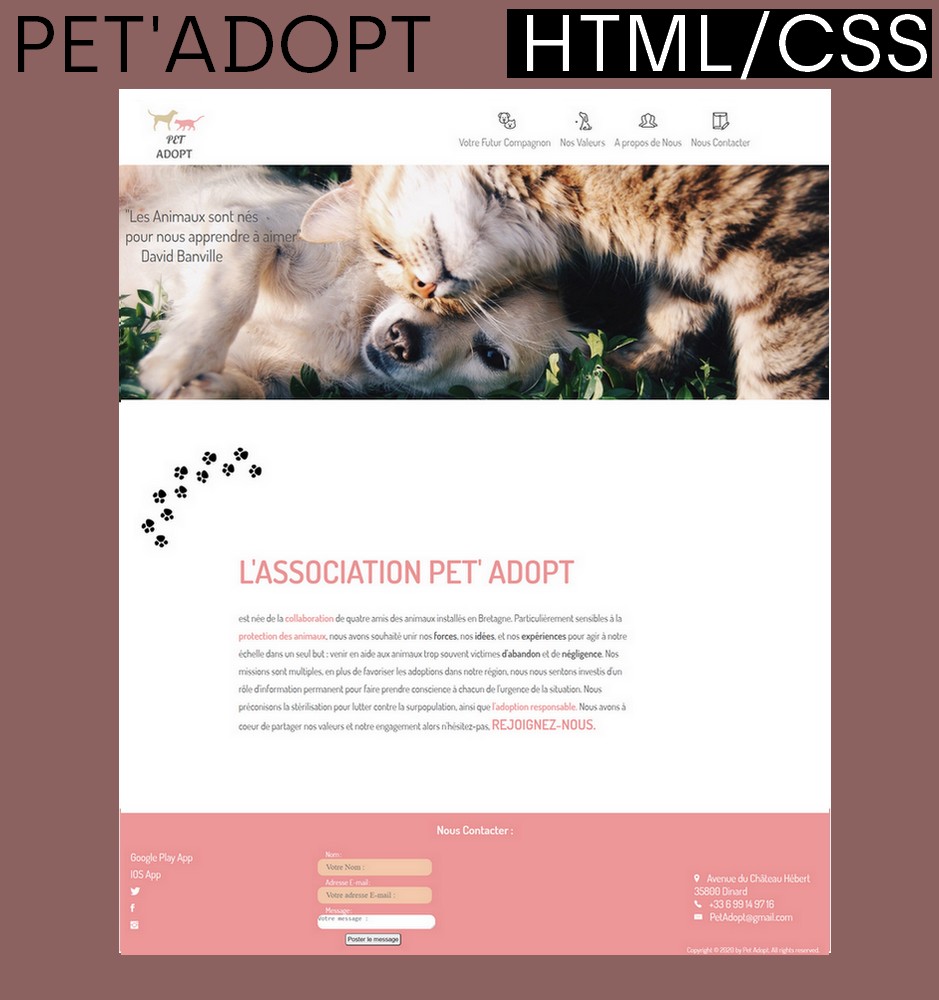 PET'ADOPT HTML/CSS
PET
ADOPT
Votre Futur Compagnon Nos Valeurs A propos de Nous Nous Contacter
"Les Animaux sont nés
pour nous apprendre à aimer"
David Banville
L'ASSOCIATION PET' ADOPT
est née de la collaboration de quatre amis des animaux installés en Bretagne. Particulièrement sensibles à la
protection des animaux, nous avons souhaité unir nos forces, nos idées, et nos expériences pour agir à notre
échelle dans un seul but : venir en aide aux animaux trop souvent victimes d'abandon et de négligence. Nos
missions sont multiples, en plus de favoriser les adoptions dans notre région, nous nous sentons investis d'un
rôle d'information permanent pour faire prendre conscience à chacun de l'urgence de la situation. Nous
préconisons la stérilisation pour lutter contre la surpopulation, ainsi que l'adoption responsable. Nous avons à
coeur de partager nos valeurs et notre engagement alors n'hésitez-pas, REJOIGNEZ-NOUS.
Nous Contacter :
Google Play App
IOS App
Nom:
Votre Nom :
Adresse E-mail:
Votre adresse E-mail :
Message:
Votre message :
Poster le message
Avenue du Château Hébert
35800 Dinard
+33 6 99 14 97 16
PetAdopt@gmail.com
Copyright © 2020 by Pet Adopt. All rights reserved.